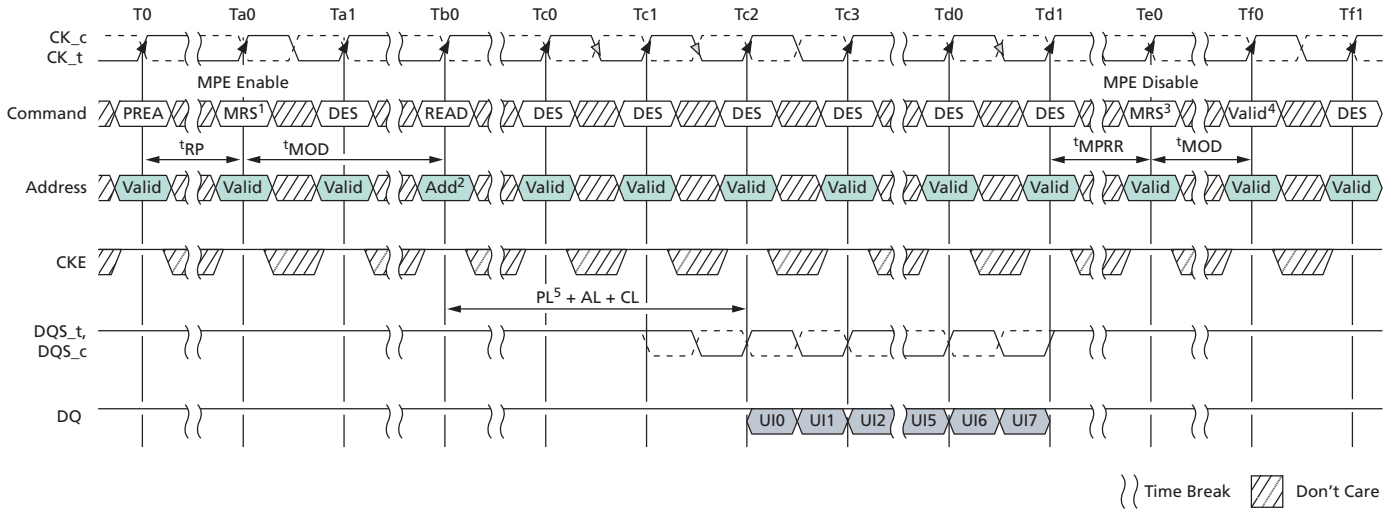 T0 Ta0 Ta1 Tb0 Tc0 Tc1 Tc2 Tc3 Td0 Td1 Te0 Tf0 Tf1
CK_c
CK_t
MPE Enable MPE Disable
Command PREA MRS1 DES READ DES DES DES DES DES DES MRS3 Valid4 DES
tRP tMOD tMPRR tMOD
Address Valid Valid Valid Add2 Valid Valid Valid Valid Valid Valid Valid Valid Valid
CKE
PL5 + AL + CL
DQS_t,
DQS_c
DQ UI0 UI1 UI2 UI5 UI6 UI7
Time Break Don't Care